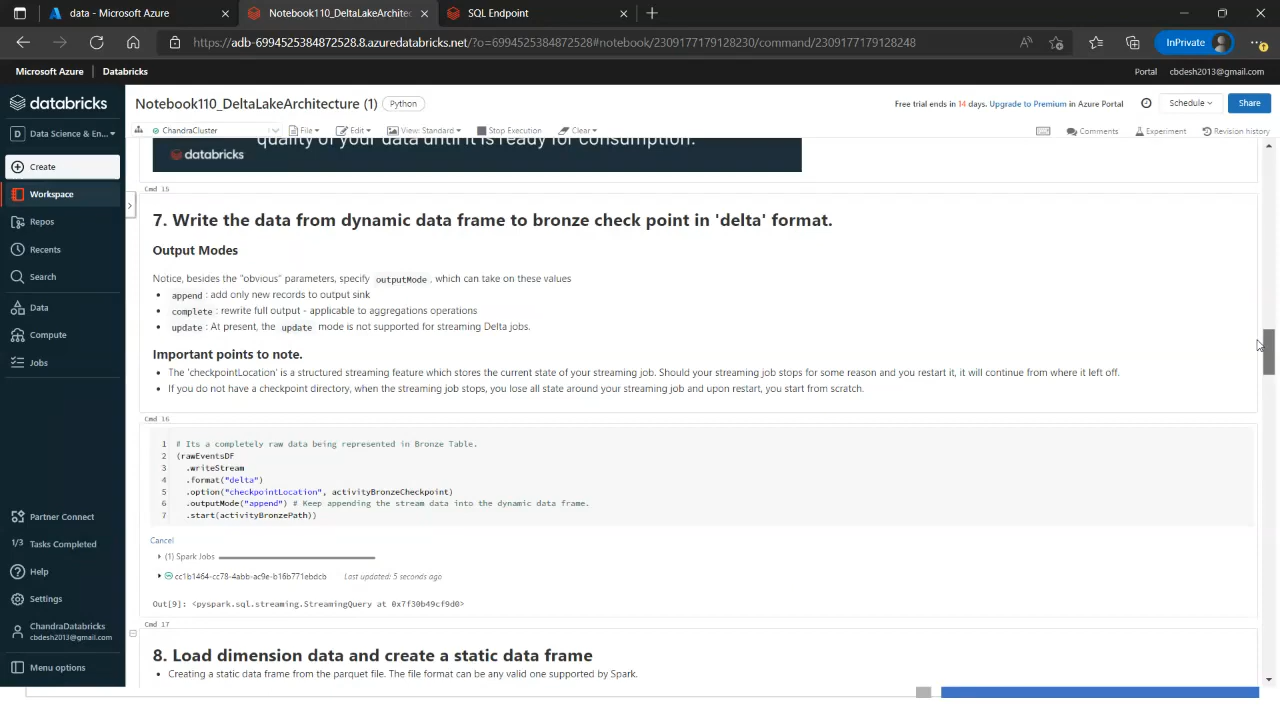 data - Microsoft Azure
Notebook110_DeltaLakeArchitec
SQL Endpoint
https://adb-6994525384872528.8.azuredatabricks.net/?o=6994525384872528#notebook/2309177179128230/command/2309177179128248
InPrivate
Microsoft Azure | Databricks
Portal cbdesh2013@gmail.com
databricks
Notebook110_DeltaLakeArchitecture (1) Python
Free trial ends in 14 days. Upgrade to Premium in Azure Portal
Schedule
Share
D Data Science & En...
ChandraCluster
File
Edit
View: Standard
Stop Execution
Clear
Comments
Experiment
Revision history
quality of your data until it is ready for consumption.
databricks
Create
Workspace
Repos
Recents
Search
Data
Compute
Jobs
Partner Connect
1/3 Tasks Completed
Help
Settings
ChandraDatabricks
cbdesh2013@gmail.com
Menu options
Cmd 15
7. Write the data from dynamic data frame to bronze check point in 'delta' format.
Output Modes
Notice, besides the "obvious" parameters, specify outputMode, which can take on these values
• append : add only new records to output sink
• complete : rewrite full output - applicable to aggregations operations
• update : At present, the update mode is not supported for streaming Delta jobs.
Important points to note.
• The 'checkpointLocation' is a structured streaming feature which stores the current state of your streaming job. Should your streaming job stops for some reason and you restart it, it will continue from where it left off.
• If you do not have a checkpoint directory, when the streaming job stops, you lose all state around your streaming job and upon restart, you start from scratch.
Cmd 16
1 # Its a completely raw data being represented in Bronze Table.
2 (rawEventsDF
3 .writeStream
4 .format("delta")
5 .option("checkpointLocation", activityBronzeCheckpoint)
6 .outputMode("append") # Keep appending the stream data into the dynamic data frame.
7 .start(activityBronzePath))
Cancel
(1) Spark Jobs
cc1b1464-cc78-4abb-ac9e-b16b771ebdcb Last updated: 5 seconds ago
Out[9]: <pyspark.sql.streaming.StreamingQuery at 0x7f30b49cf9d0>
Cmd 17
8. Load dimension data and create a static data frame
• Creating a static data frame from the parquet file. The file format can be any valid one supported by Spark.